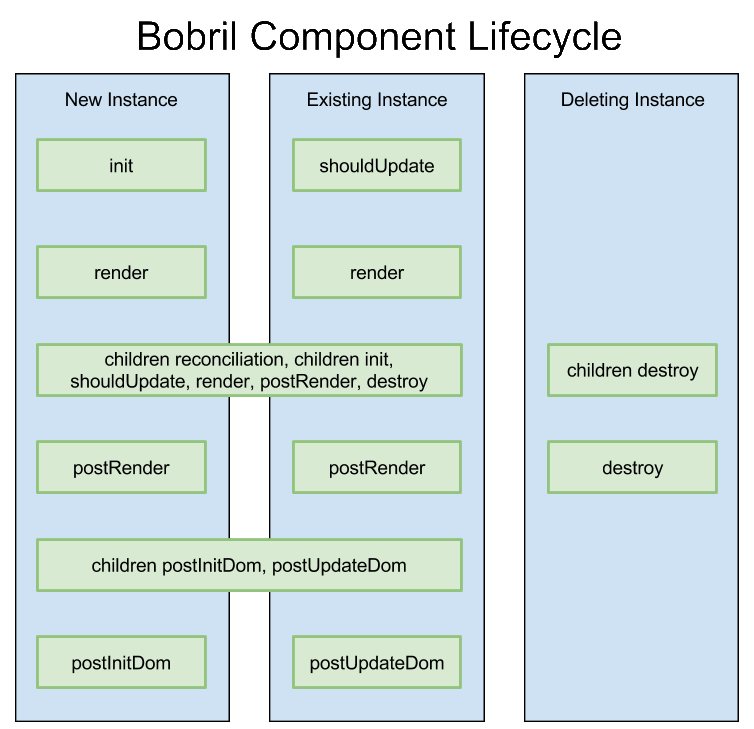 Bobril Component Lifecycle
New Instance
init
render
children reconciliation, children init,
shouldUpdate, render, postRender, destroy
postRender
children postInitDom, postUpdateDom
postInitDom
Existing Instance
shouldUpdate
render
postRender
postUpdateDom
Deleting Instance
children destroy
destroy